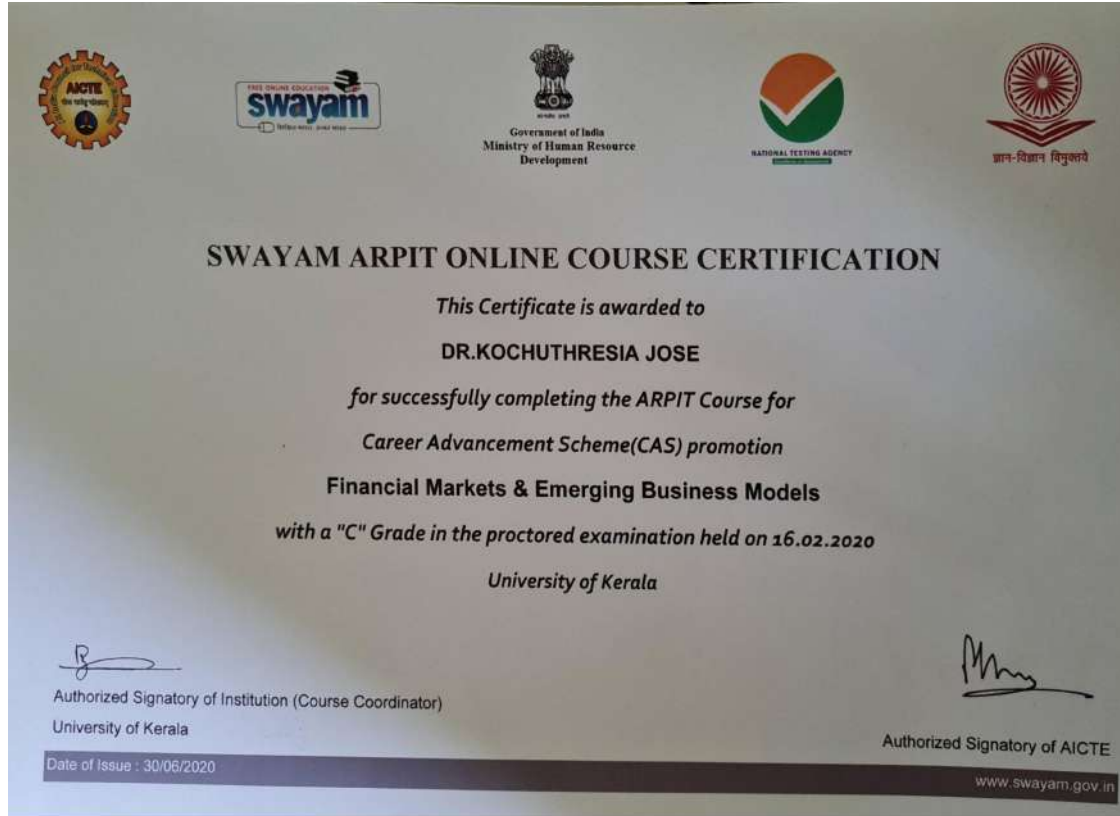 AICTE
FREE ONLINE EDUCATION
swayam
Government of India
Ministry of Human Resource
Development
NATIONAL TESTING AGENCY
ज्ञान-विज्ञान विमुक्तये
SWAYAM ARPIT ONLINE COURSE CERTIFICATION
This Certificate is awarded to
DR.KOCHUTHRESIA JOSE
for successfully completing the ARPIT Course for
Career Advancement Scheme(CAS) promotion
Financial Markets & Emerging Business Models
with a "C" Grade in the proctored examination held on 16.02.2020
University of Kerala
Authorized Signatory of Institution (Course Coordinator)
University of Kerala
Authorized Signatory of AICTE
Date of Issue : 30/06/2020
www.swayam.gov.in